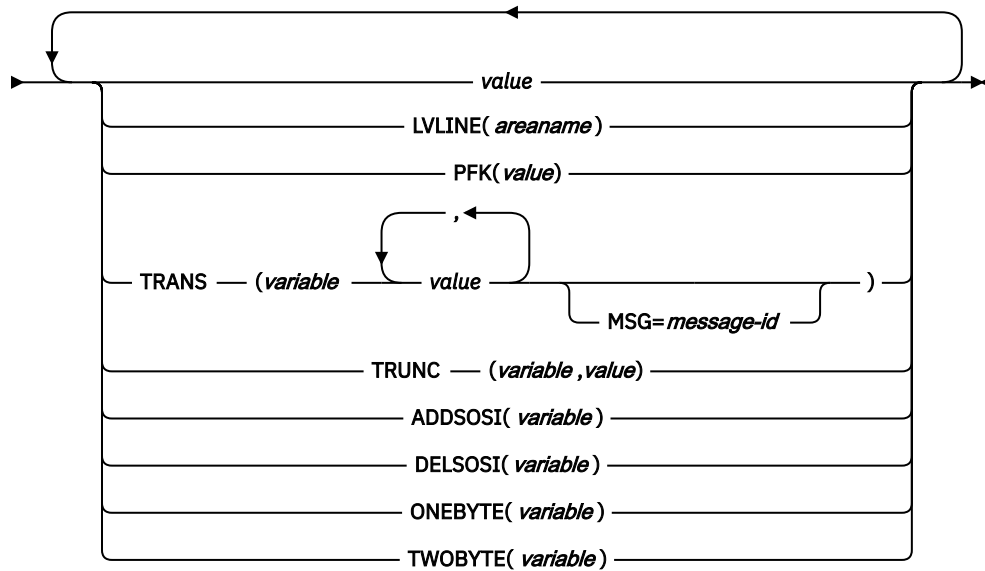 value
LVLINE( areaname )
PFK( value)
,
TRANS (variable value )
MSG=message-id
TRUNC (variable ,value)
ADDSOSI( variable )
DELSOSI( variable )
ONEBYTE( variable )
TWOBYTE( variable )